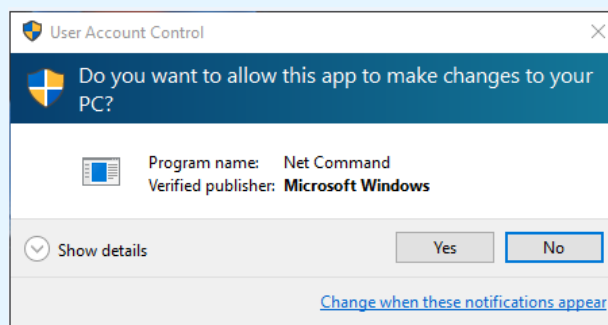 User Account Control
Do you want to allow this app to make changes to your
PC?
Program name: Net Command
Verified publisher: Microsoft Windows
Show details
Yes
No
Change when these notifications appear